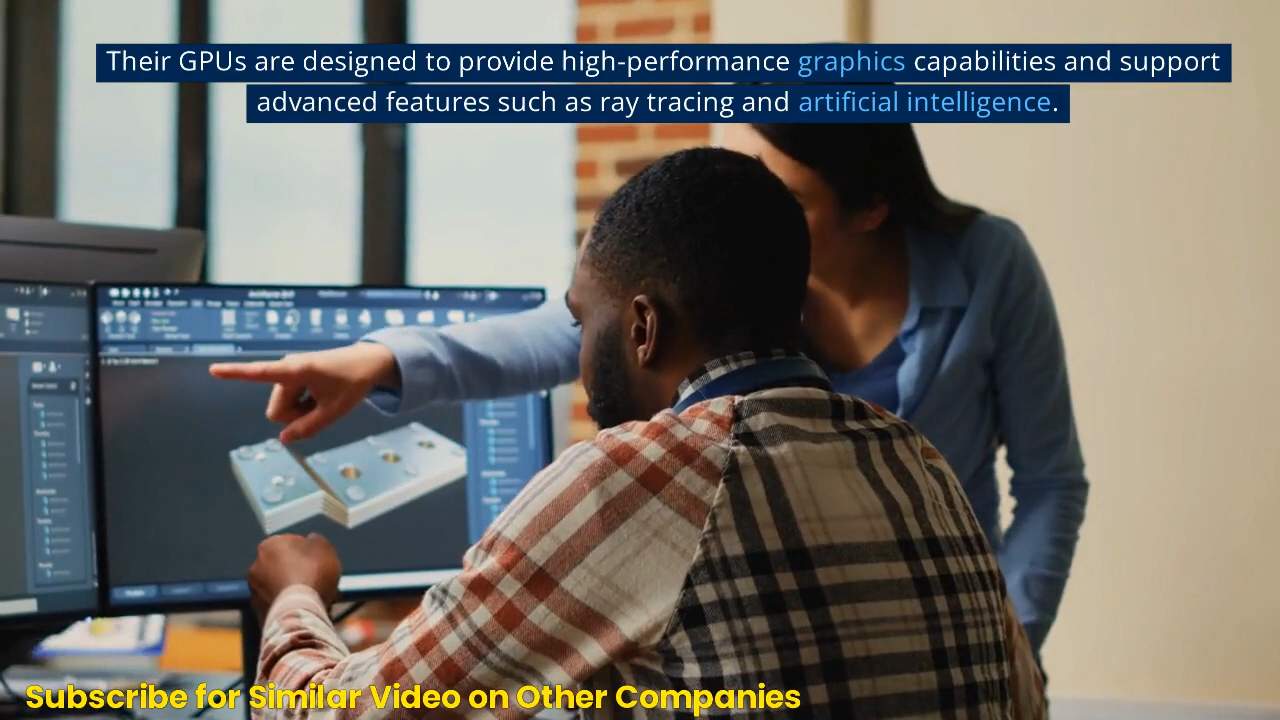 Their GPUs are designed to provide high-performance graphics capabilities and support
advanced features such as ray tracing and artificial intelligence.
Subscribe for Similar Video on Other Companies